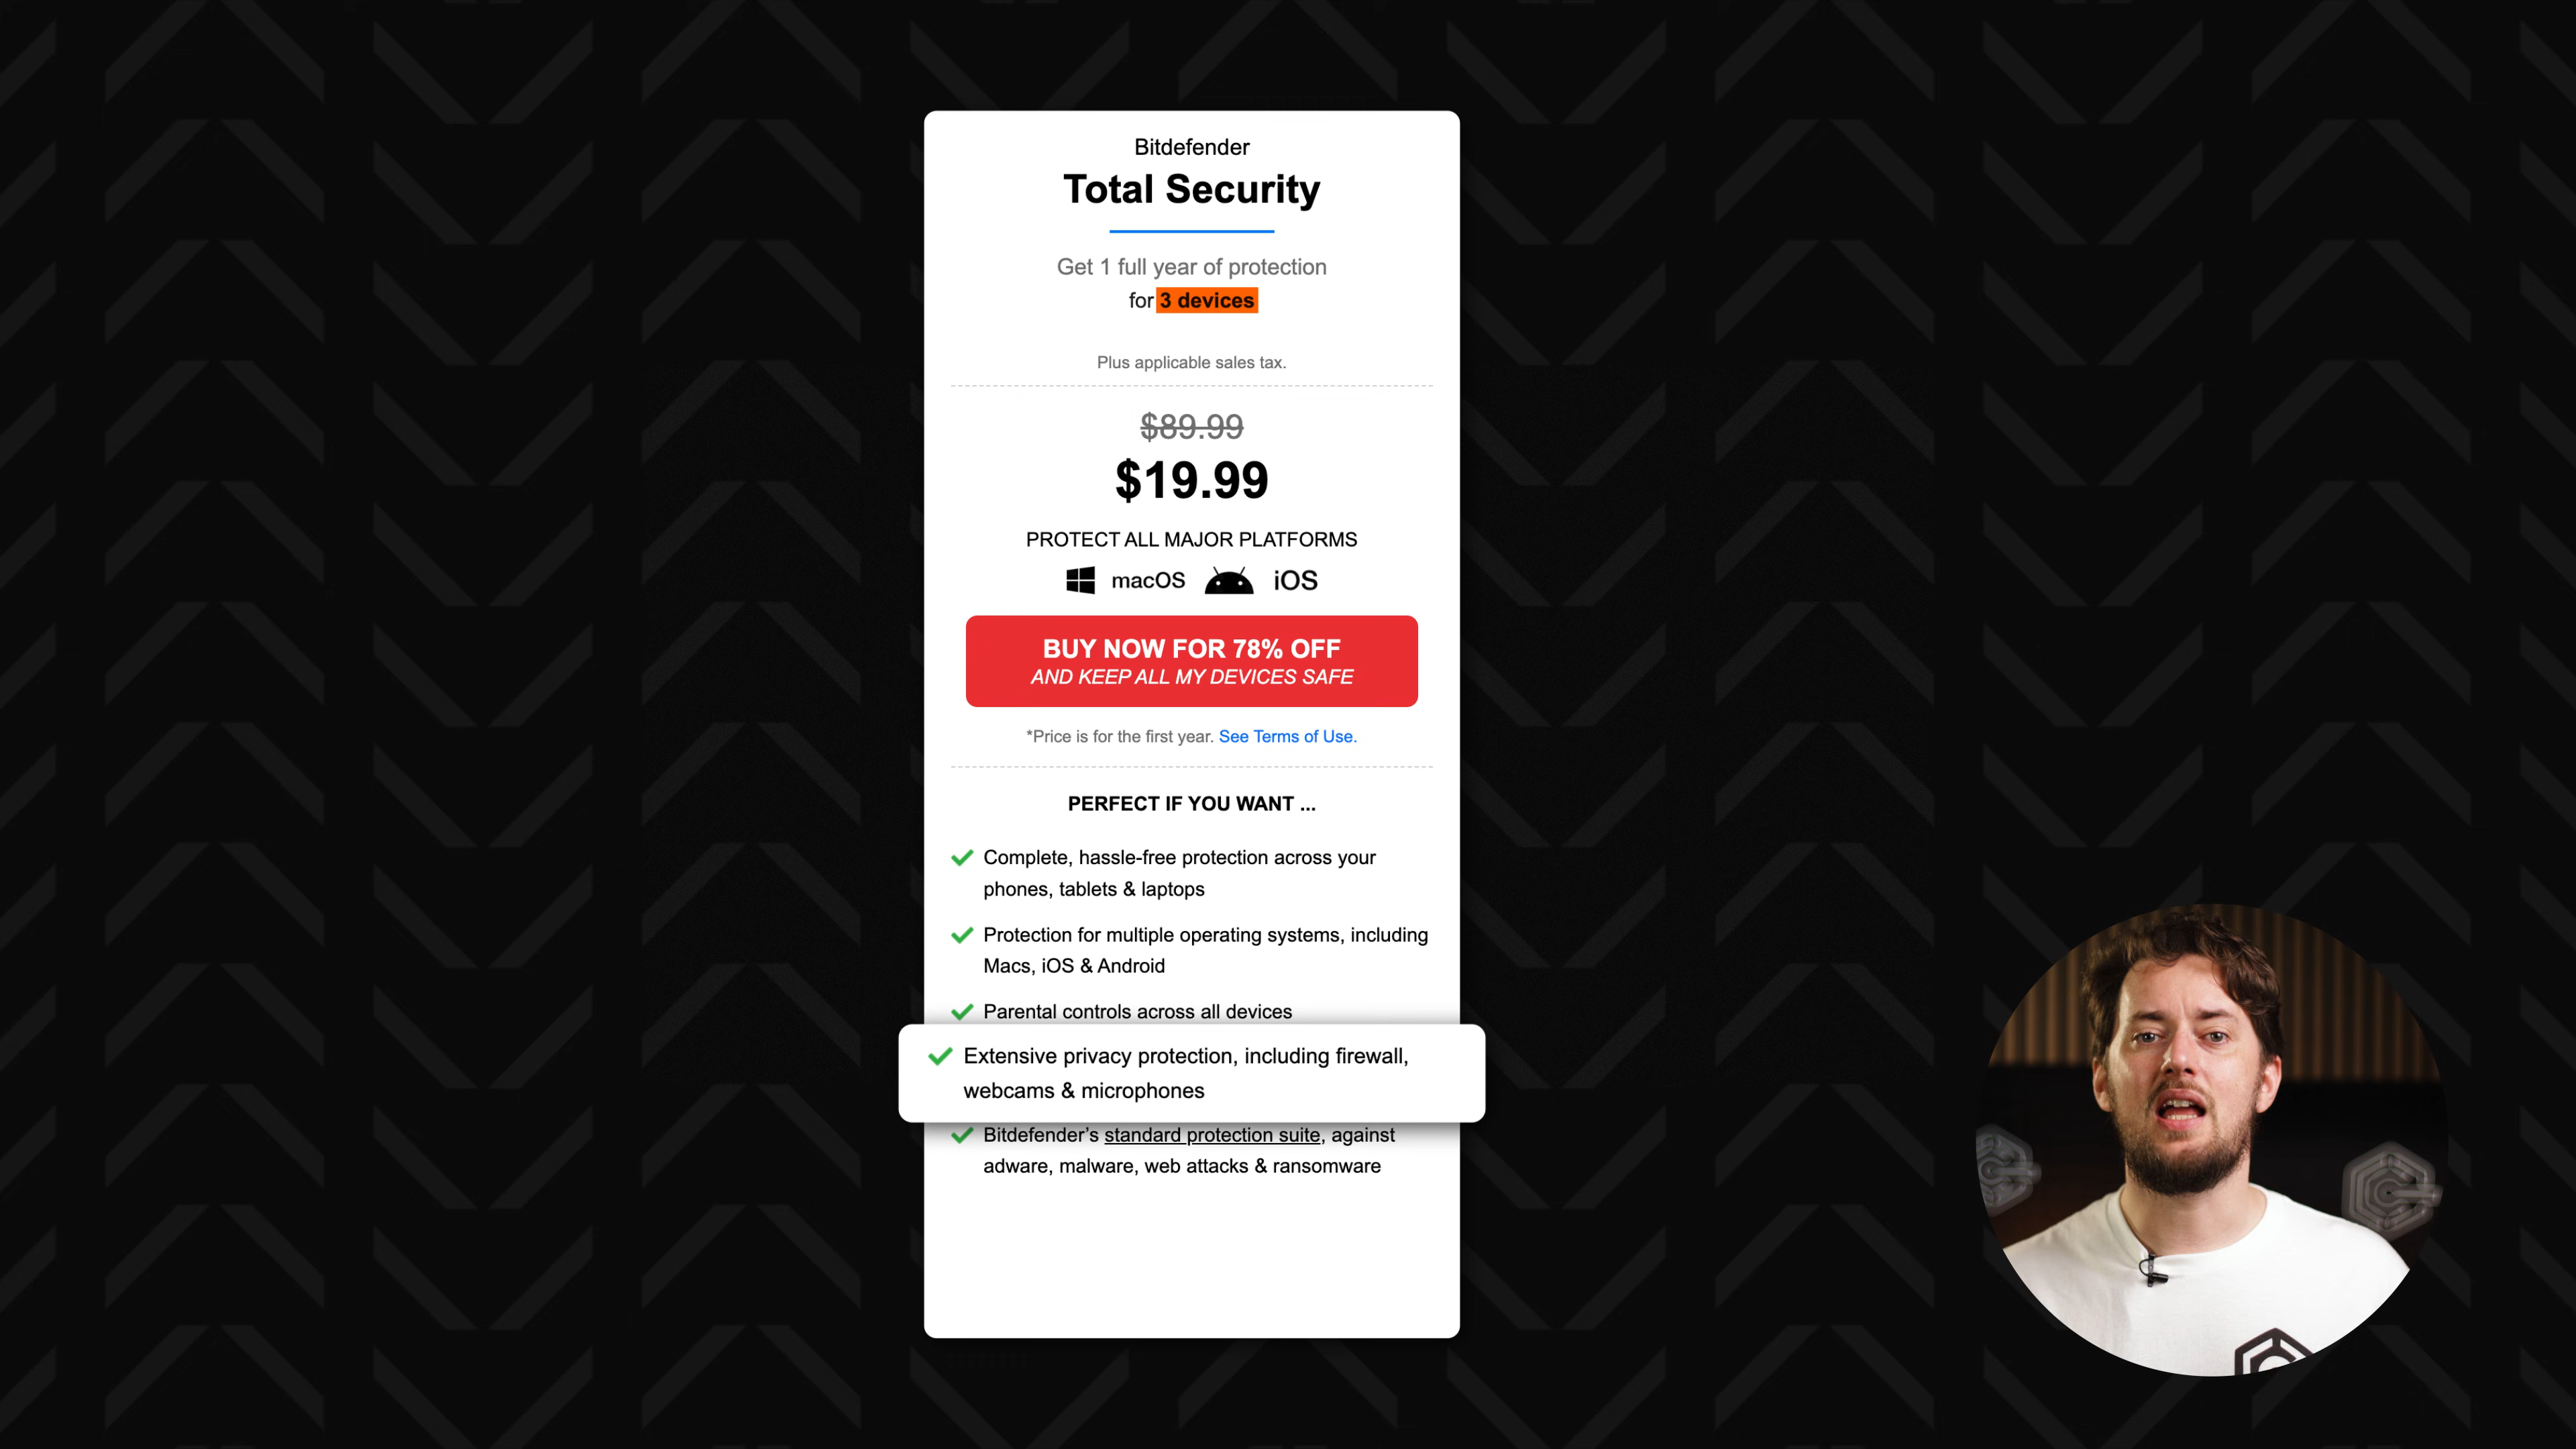 Bitdefender
Total Security
Get 1 full year of protection
for 3 devices
Plus applicable sales tax.
$89.99
$19.99
PROTECT ALL MAJOR PLATFORMS
macOS iOS
BUY NOW FOR 78% OFF
AND KEEP ALL MY DEVICES SAFE
*Price is for the first year. See Terms of Use.
PERFECT IF YOU WANT ...
Complete, hassle-free protection across your
phones, tablets & laptops
Protection for multiple operating systems, including
Macs, iOS & Android
Parental controls across all devices
Extensive privacy protection, including firewall,
webcams & microphones
Bitdefender’s standard protection suite, against
adware, malware, web attacks & ransomware